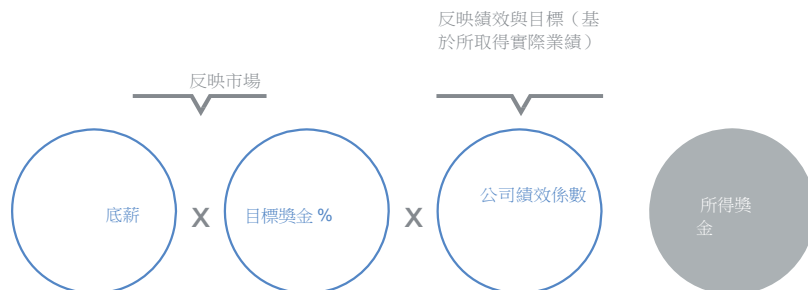 反映績效與目標（基
於所取得實際業績）
反映市場
底薪
X
目標獎金 %
X
公司績效係數
所得獎
金